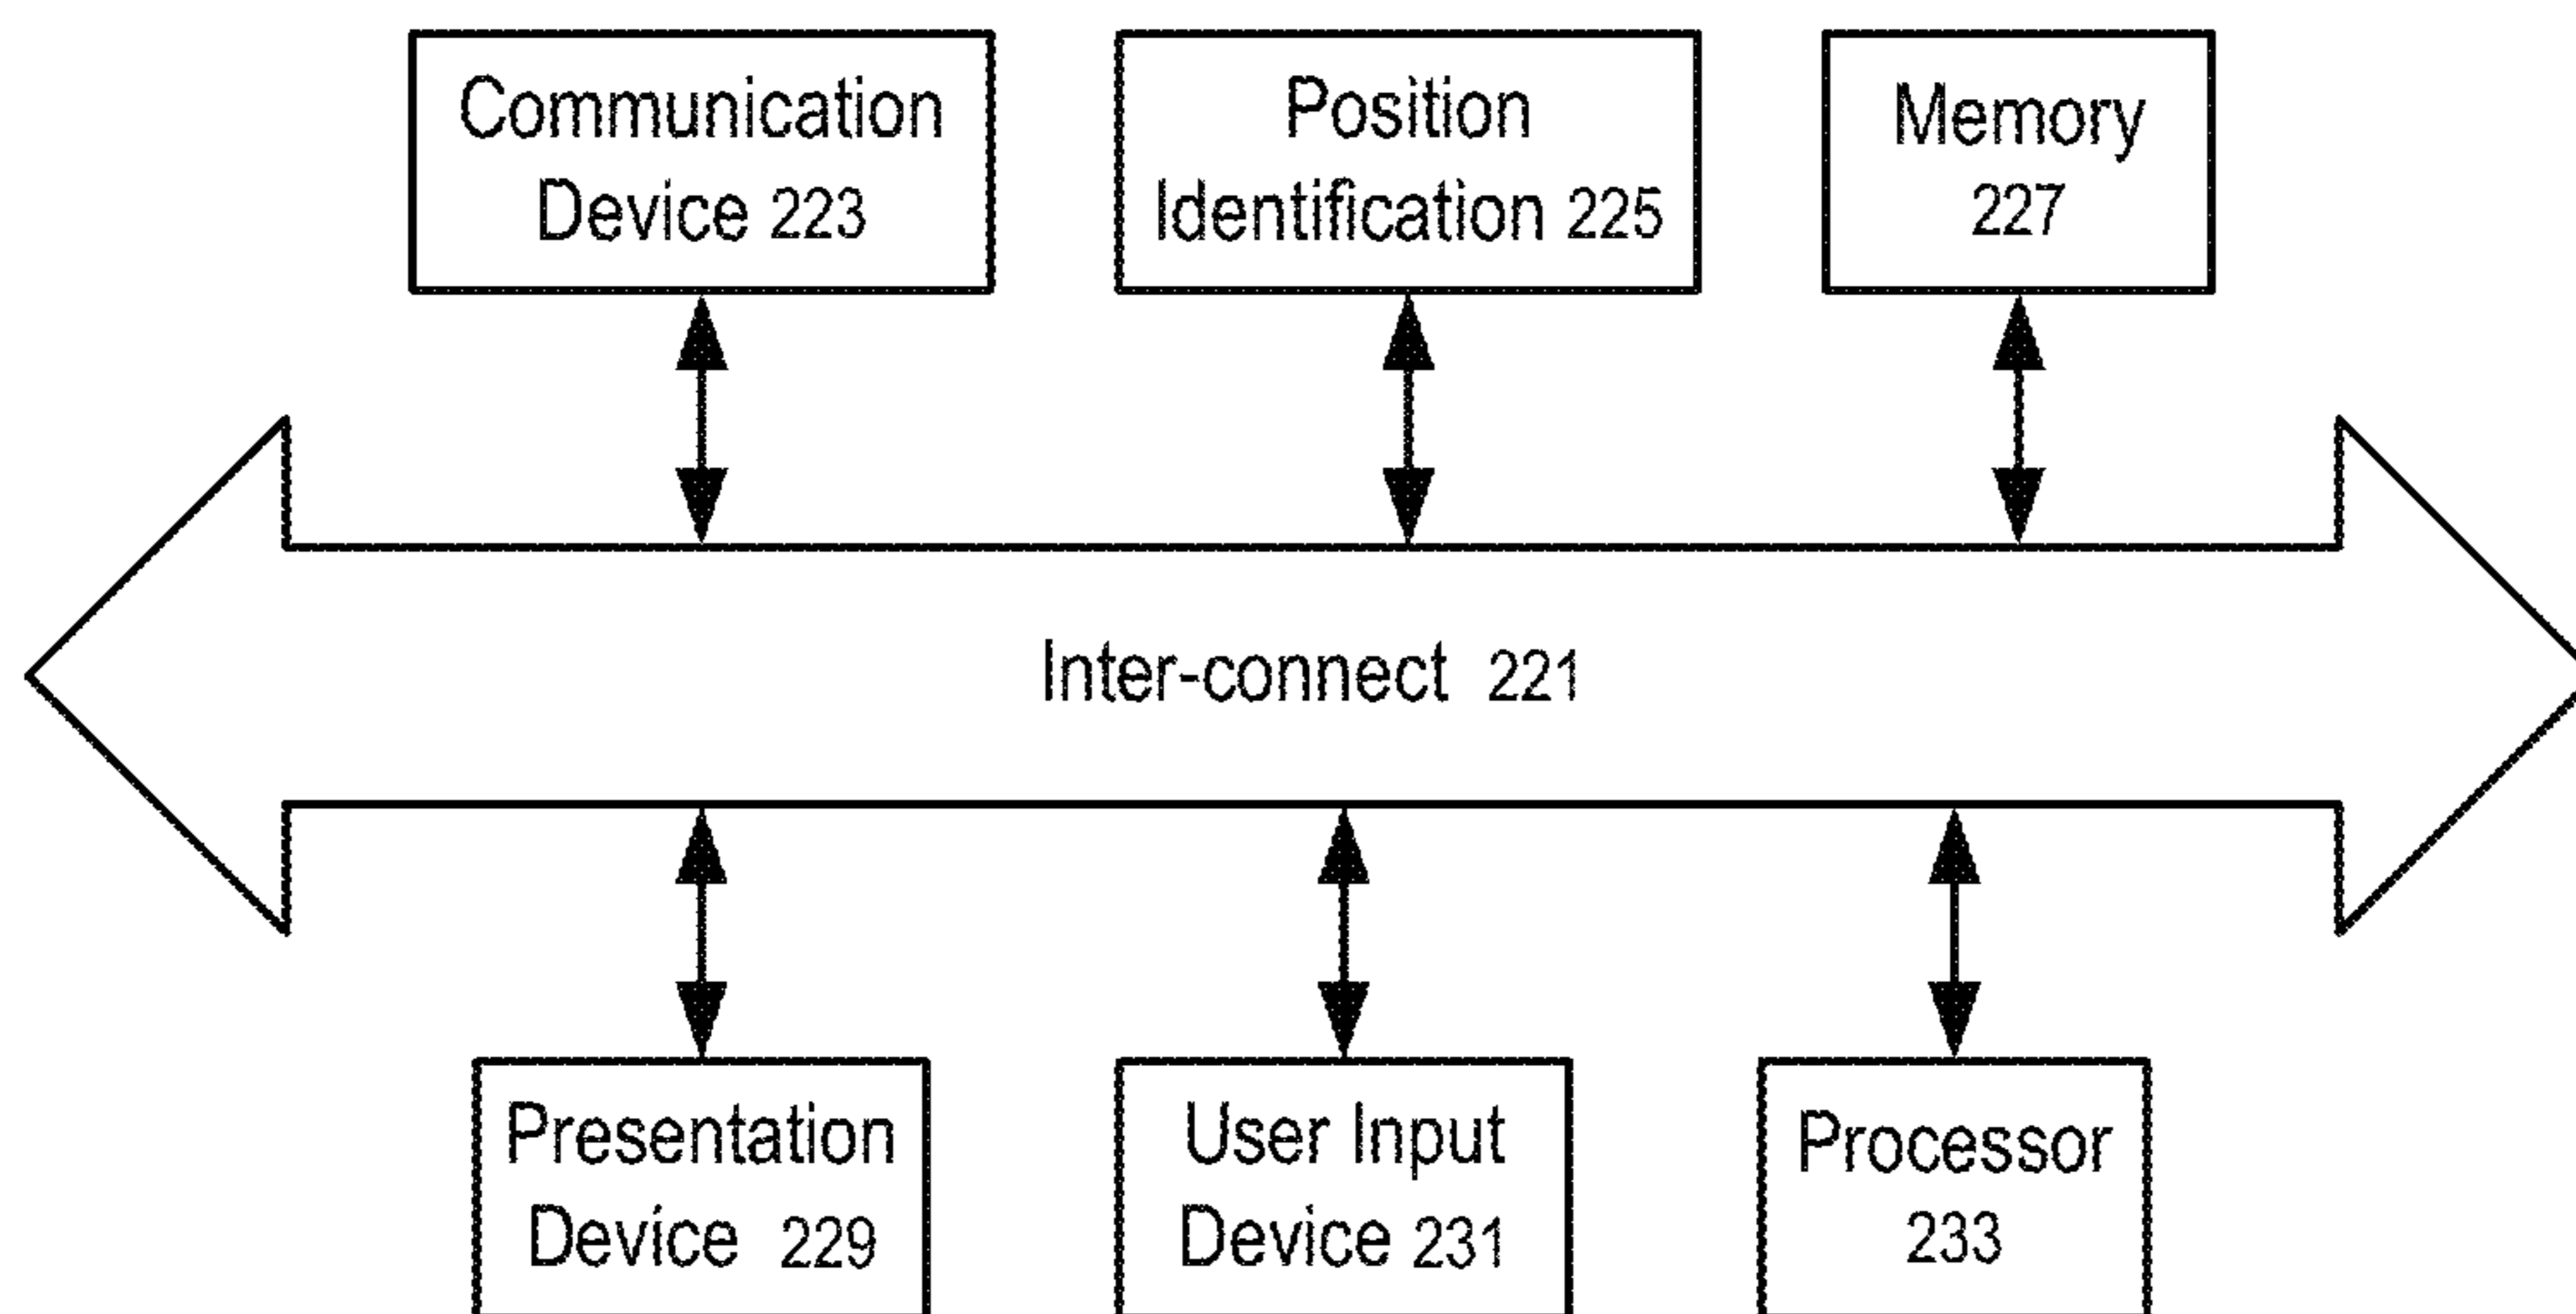 Communication
Device 223
Position
Identification 225
Memory
227
Inter-connect 221
Presentation
Device 229
User Input
Device 231
Processor
233